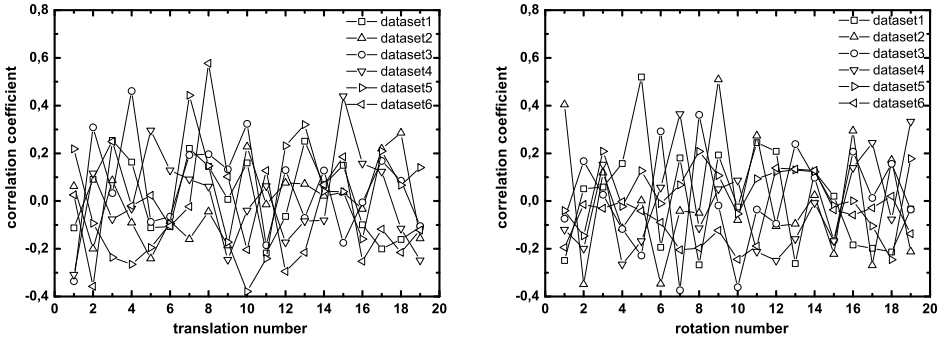 0,8
0,6
0,4
0,2
0,0
-0,2
-0,4
correlation coefficient
0 2 4 6 8 10 12 14 16 18 20
translation number
dataset1
dataset2
dataset3
dataset4
dataset5
dataset6
0,8
0,6
0,4
0,2
0,0
-0,2
-0,4
correlation coefficient
0 2 4 6 8 10 12 14 16 18 20
rotation number
dataset1
dataset2
dataset3
dataset4
dataset5
dataset6